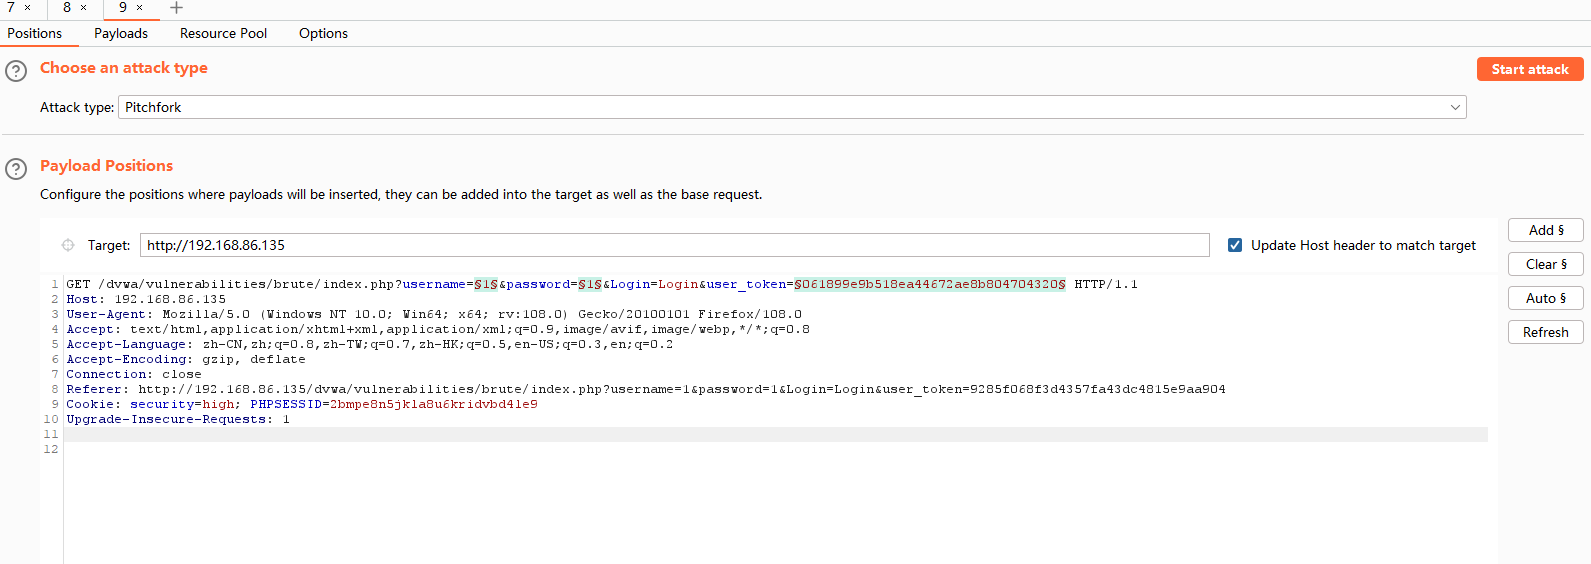 7 × 8 × 9 × +
Positions Payloads Resource Pool Options
? Choose an attack type
Start attack
Attack type: Pitchfork
? Payload Positions
Configure the positions where payloads will be inserted, they can be added into the target as well as the base request.
Add §
Target: http://192.168.86.135
Update Host header to match target
Clear §
Auto §
Refresh
1 GET /dvwa/vulnerabilities/brute/index.php?username=§1§&password=§1§&Login=Login&user_token=§061899e9b518ea44672ae8b804704320§ HTTP/1.1
2 Host: 192.168.86.135
3 User-Agent: Mozilla/5.0 (Windows NT 10.0; Win64; x64; rv:108.0) Gecko/20100101 Firefox/108.0
4 Accept: text/html,application/xhtml+xml,application/xml;q=0.9,image/avif,image/webp,*/*;q=0.8
5 Accept-Language: zh-CN,zh;q=0.8,zh-TW;q=0.7,zh-HK;q=0.5,en-US;q=0.3,en;q=0.2
6 Accept-Encoding: gzip, deflate
7 Connection: close
8 Referer: http://192.168.86.135/dvwa/vulnerabilities/brute/index.php?username=1&password=1&Login=Login&user_token=9285f068f3d4357fa43dc4815e9aa904
9 Cookie: security=high; PHPSESSID=2bmpe8n5jkla8u6kridvbd4le9
10 Upgrade-Insecure-Requests: 1
11
12